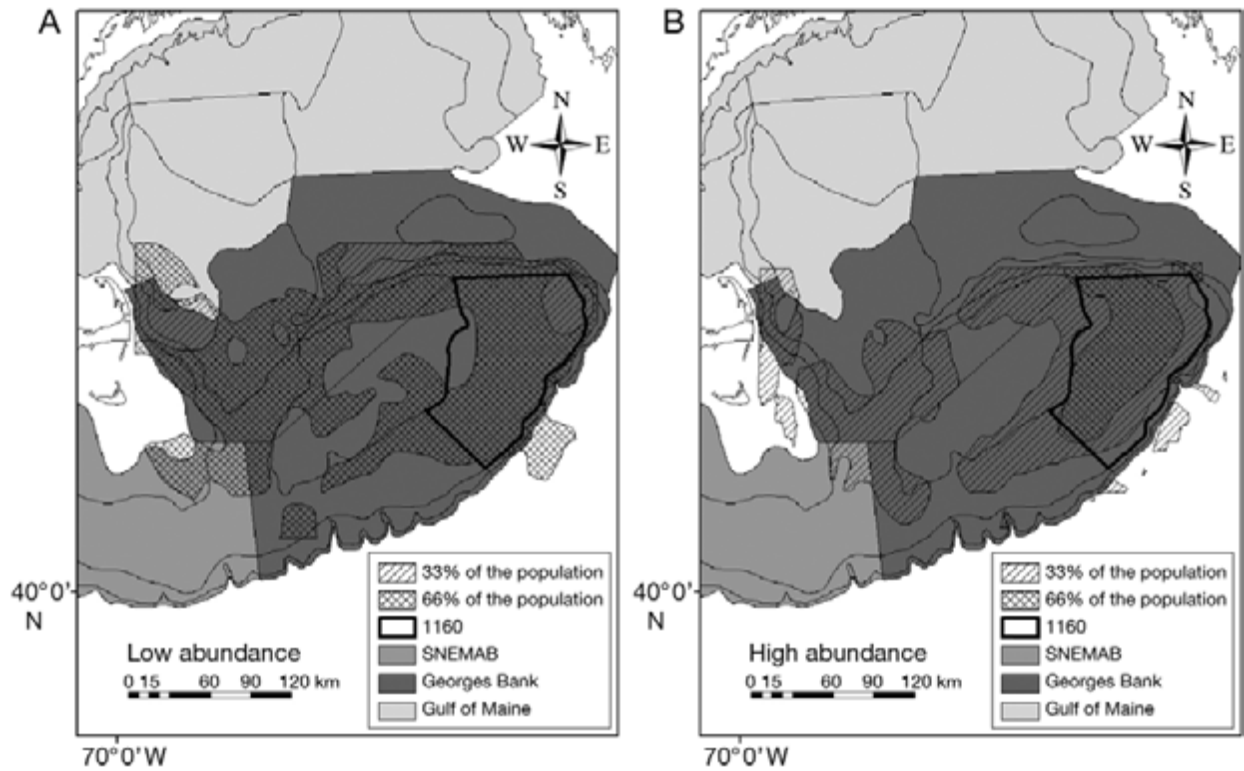 A
N
W E
S
33% of the population
66% of the population
1160
SNEMAB
Georges Bank
Gulf of Maine
Low abundance
0 15 60 90 120 km
40°0'
N
70°0'W
B
N
W E
S
33% of the population
66% of the population
1160
SNEMAB
Georges Bank
Gulf of Maine
High abundance
0 15 60 90 120 km
40°0'
N
70°0'W